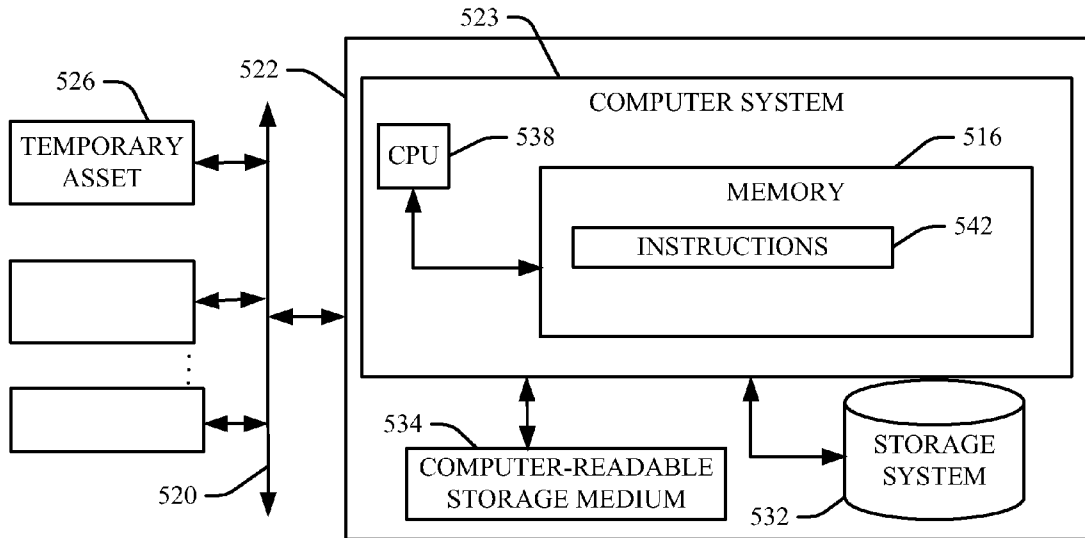 523
522
526
COMPUTER SYSTEM
TEMPORARY
ASSET
CPU
538
516
MEMORY
INSTRUCTIONS
542
534
COMPUTER-READABLE
STORAGE MEDIUM
STORAGE
SYSTEM
520
532